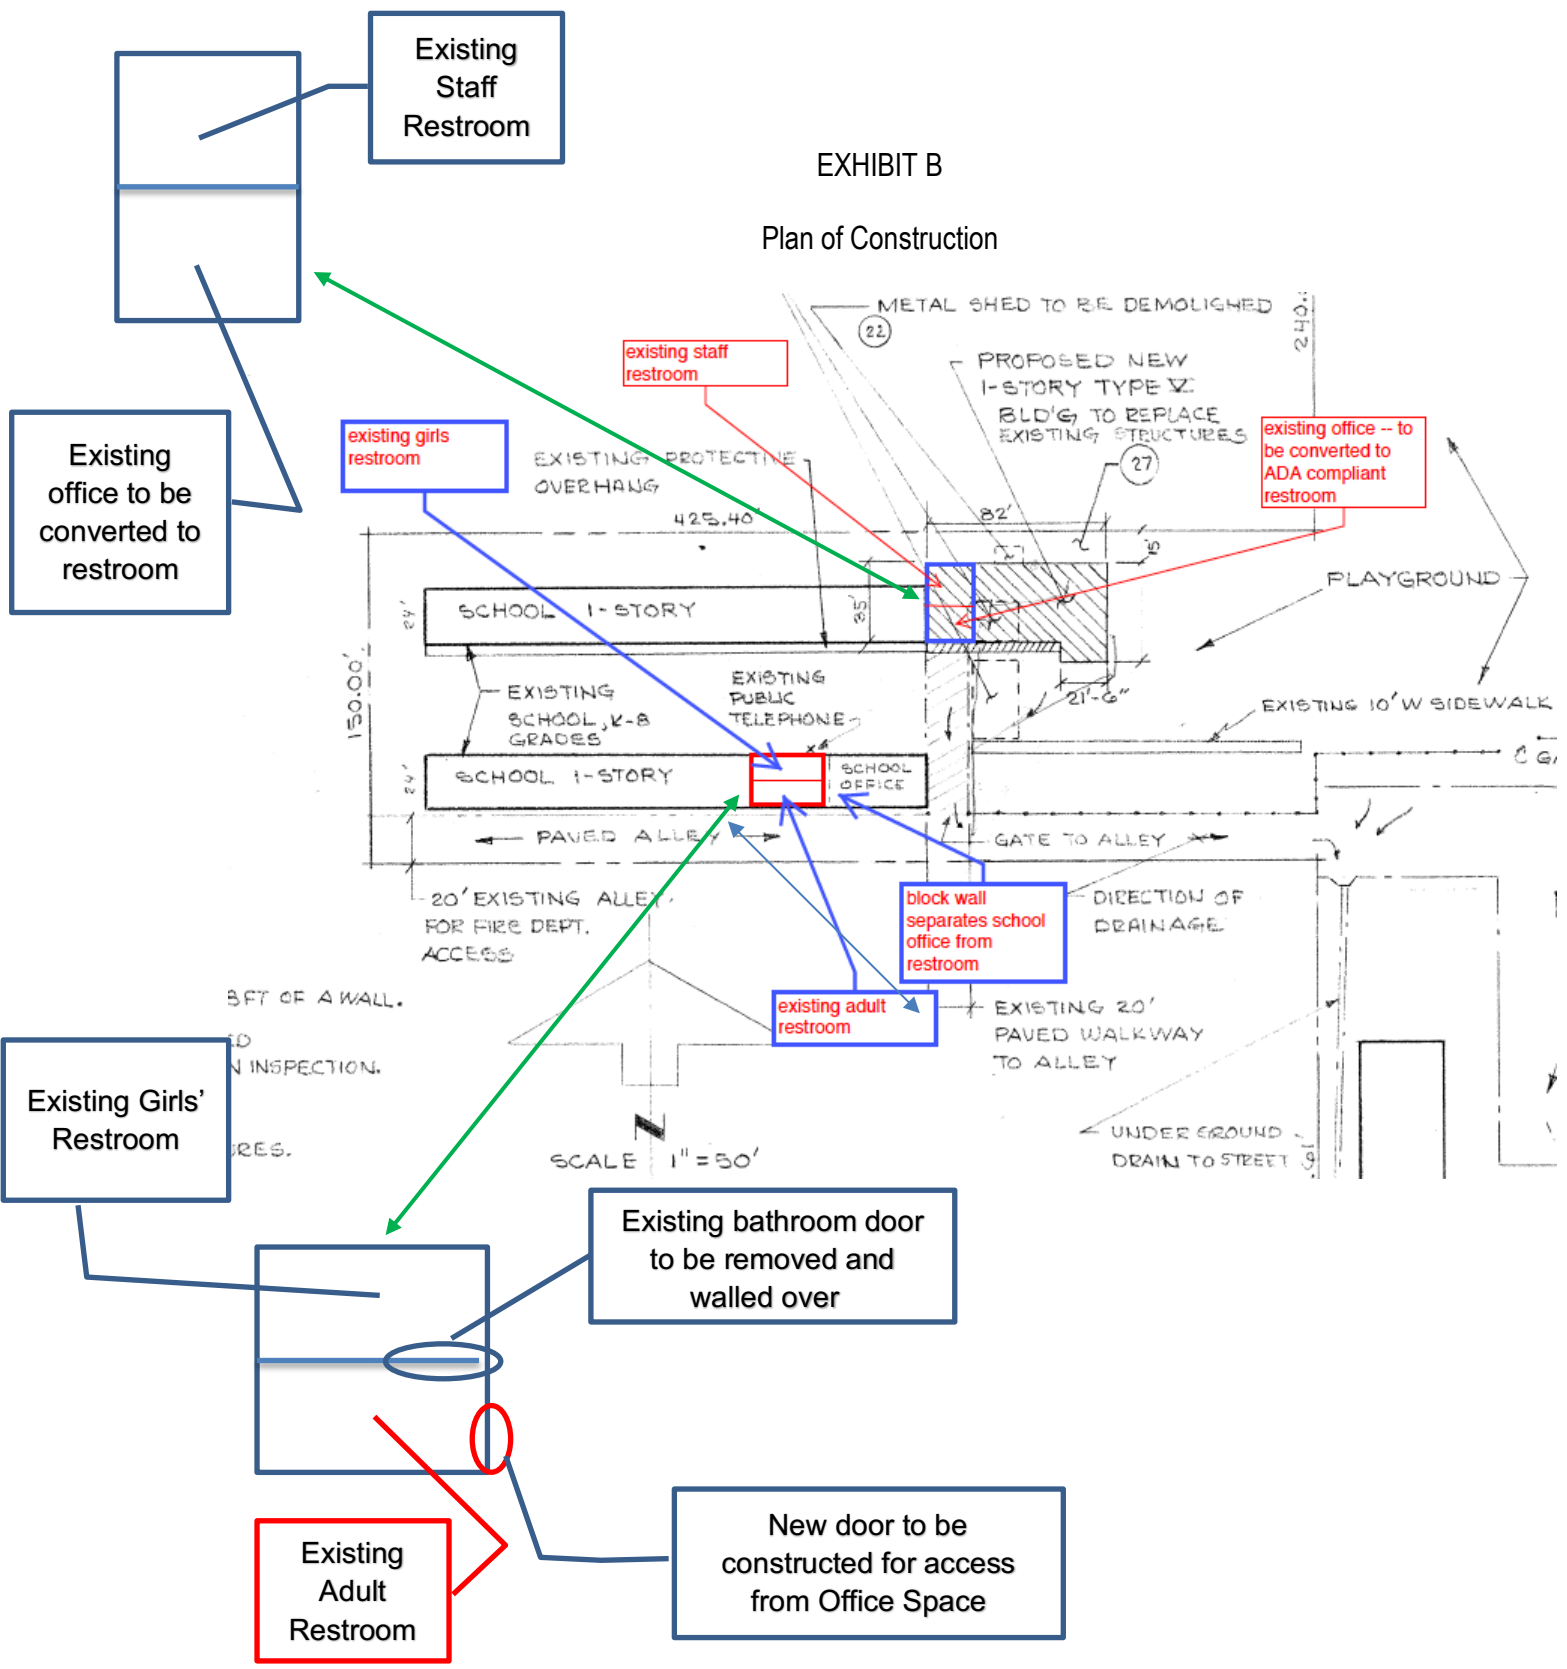 Existing
Staff
Restroom
EXHIBIT B
Plan of Construction
METAL SHED TO BE DEMOLISHED
22
240.
existing staff
restroom
PROPOSED NEW
1-STORY TYPE V
BLD'G TO REPLACE
EXISTING STRUCTURES
27
existing office -- to
be converted to
ADA compliant
restroom
existing girls
restroom
EXISTING PROTECTIVE
OVERHANG
Existing
office to be
converted to
restroom
425.40'
82'
15'
PLAYGROUND
24'
SCHOOL 1-STORY
35'
150.00'
EXISTING
SCHOOL, K-8
GRADES
EXISTING
PUBLIC
TELEPHONE
21'-6"
EXISTING 10'W SIDEWALK
24'
SCHOOL 1-STORY
SCHOOL
OFFICE
PAVED ALLEY
GATE TO ALLEY
20' EXISTING ALLEY
FOR FIRE DEPT.
ACCESS
block wall
separates school
office from
restroom
DIRECTION OF
DRAINAGE
3FT OF A WALL.
existing adult
restroom
EXISTING 20'
PAVED WALKWAY
TO ALLEY
ED
N INSPECTION.
Existing Girls'
Restroom
URES.
N
SCALE 1"=50'
UNDERGROUND
DRAIN TO STREET
Existing bathroom door
to be removed and
walled over
New door to be
constructed for access
from Office Space
Existing
Adult
Restroom